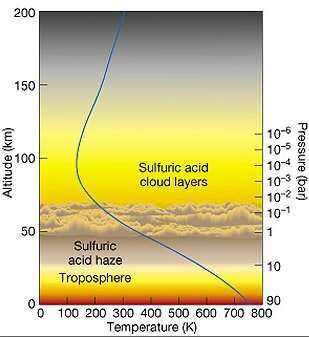 200
150
100
50
0
Altitude (km)
Sulfuric acid
cloud layers
Sulfuric
acid haze
Troposphere
10⁻⁶
10⁻⁵
10⁻⁴
10⁻³
10⁻²
10⁻¹
1
10
90
Pressure (bar)
0 100 200 300 400 500 600 700 800
Temperature (K)